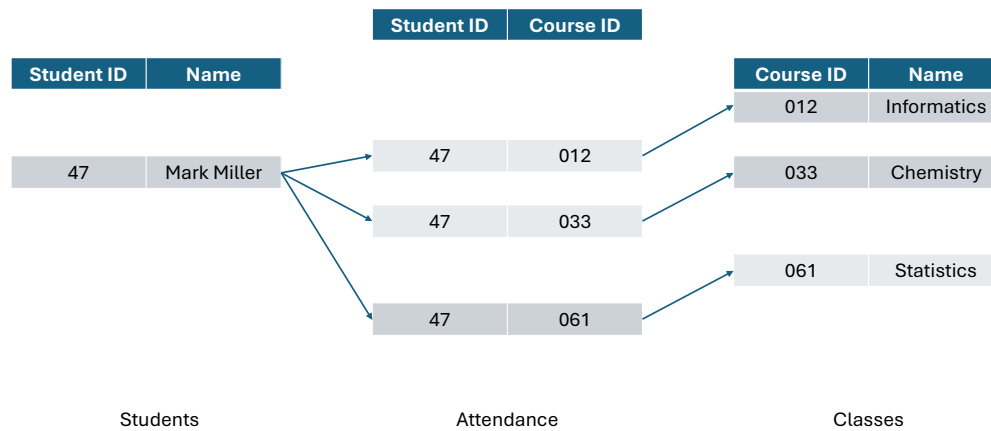 Student ID Course ID
Student ID Name
Course ID Name
012 Informatics
47 012
47 Mark Miller
033 Chemistry
47 033
061 Statistics
47 061
Students Attendance Classes